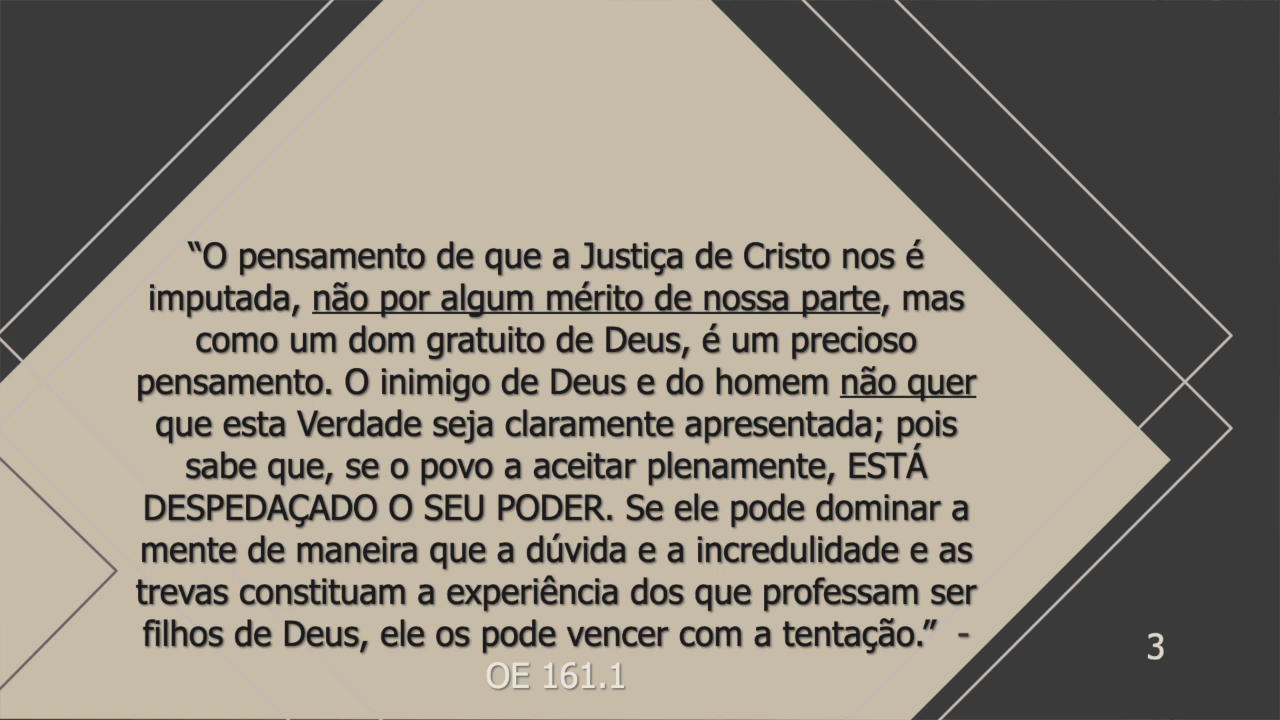 “O pensamento de que a Justiça de Cristo nos é
imputada, não por algum mérito de nossa parte, mas
como um dom gratuito de Deus, é um precioso
pensamento. O inimigo de Deus e do homem não quer
que esta Verdade seja claramente apresentada; pois
sabe que, se o povo a aceitar plenamente, ESTÁ
DESPEDAÇADO O SEU PODER. Se ele pode dominar a
mente de maneira que a dúvida e a incredulidade e as
trevas constituam a experiência dos que professam ser
filhos de Deus, ele os pode vencer com a tentação.” -
OE 161.1
3